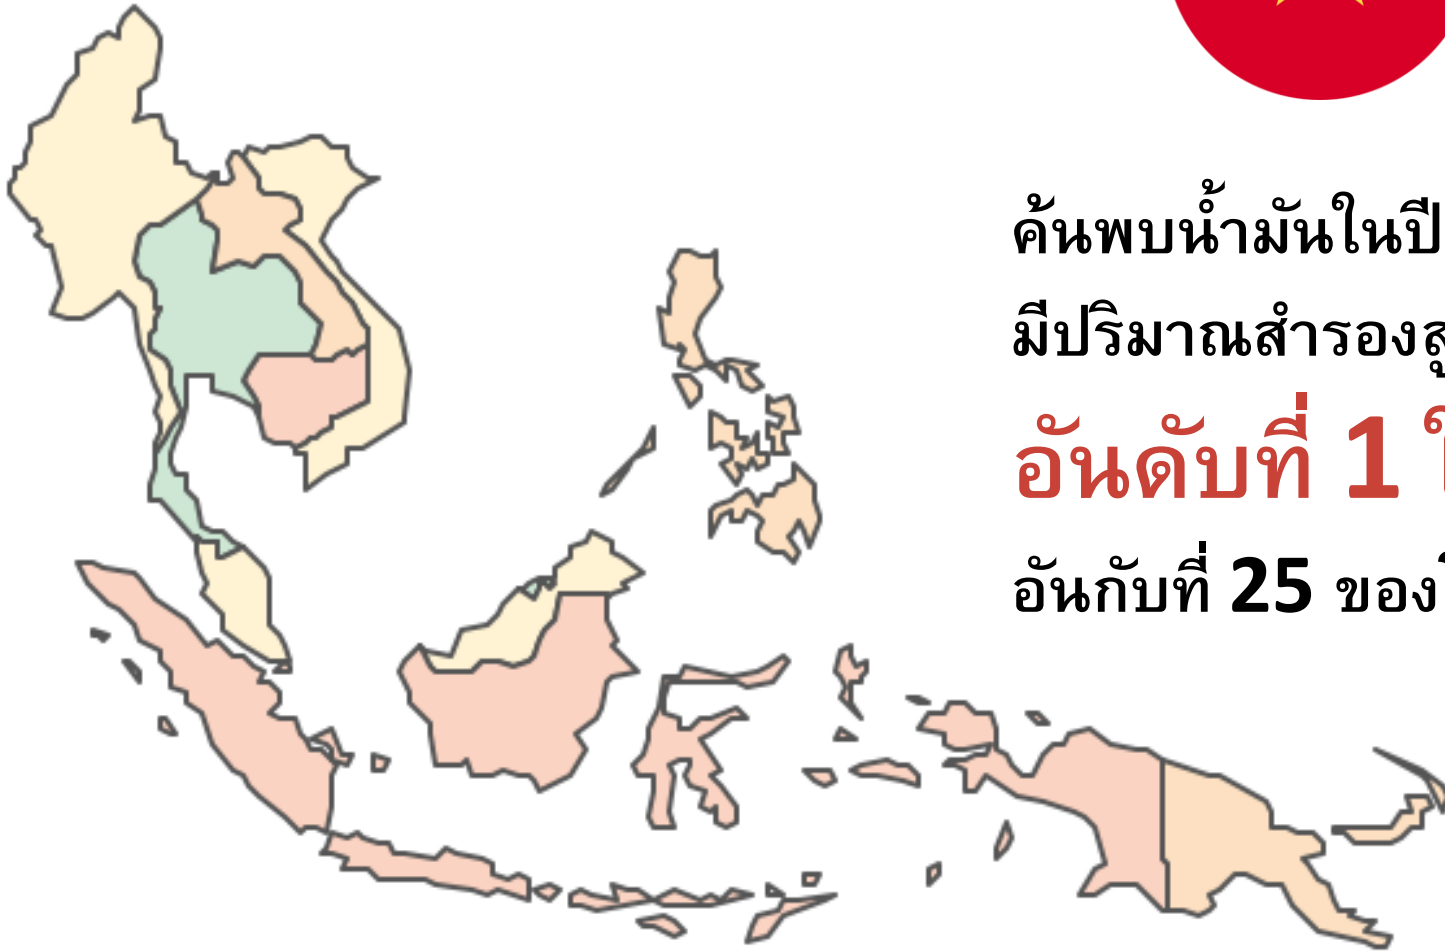 ค้นพบน้ำมันในปี
มีปริมาณสำรอง
อันดับที่ 1
อันกับที่ 25 ของ